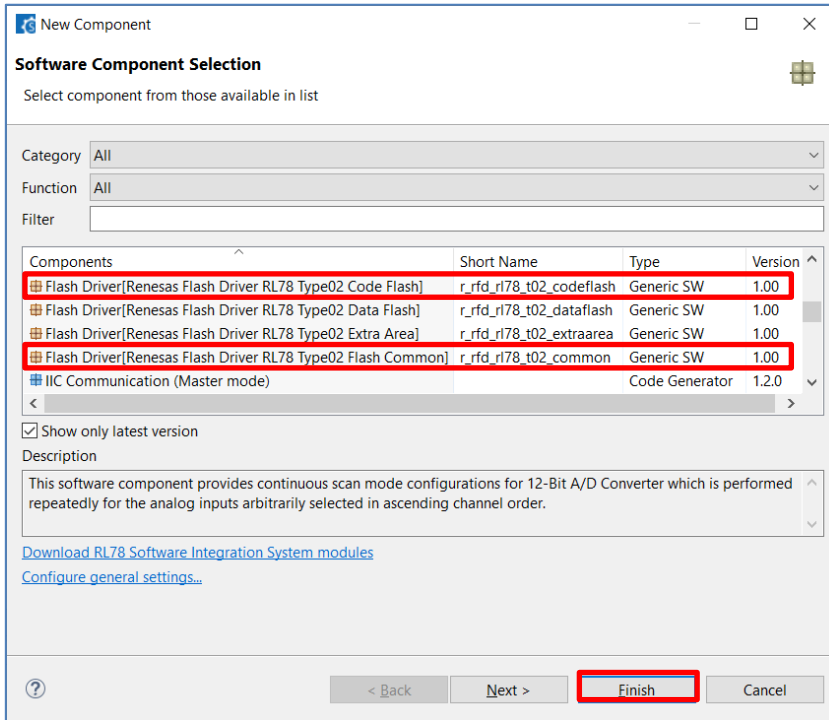 New Component
Software Component Selection
Select component from those available in list
Category All
Function All
Filter
Components Short Name Type Version
Flash Driver[Renesas Flash Driver RL78 Type02 Code Flash] r_rfd_rl78_t02_codeflash Generic SW 1.00
Flash Driver[Renesas Flash Driver RL78 Type02 Data Flash] r_rfd_rl78_t02_dataflash Generic SW 1.00
Flash Driver[Renesas Flash Driver RL78 Type02 Extra Area] r_rfd_rl78_t02_extraarea Generic SW 1.00
Flash Driver[Renesas Flash Driver RL78 Type02 Flash Common] r_rfd_rl78_t02_common Generic SW 1.00
IIC Communication (Master mode) Code Generator 1.2.0
Show only latest version
Description
This software component provides continuous scan mode configurations for 12-Bit A/D Converter which is performed
repeatedly for the analog inputs arbitrarily selected in ascending channel order.
Download RL78 Software Integration System modules
Configure general settings...
? < Back Next > Finish Cancel